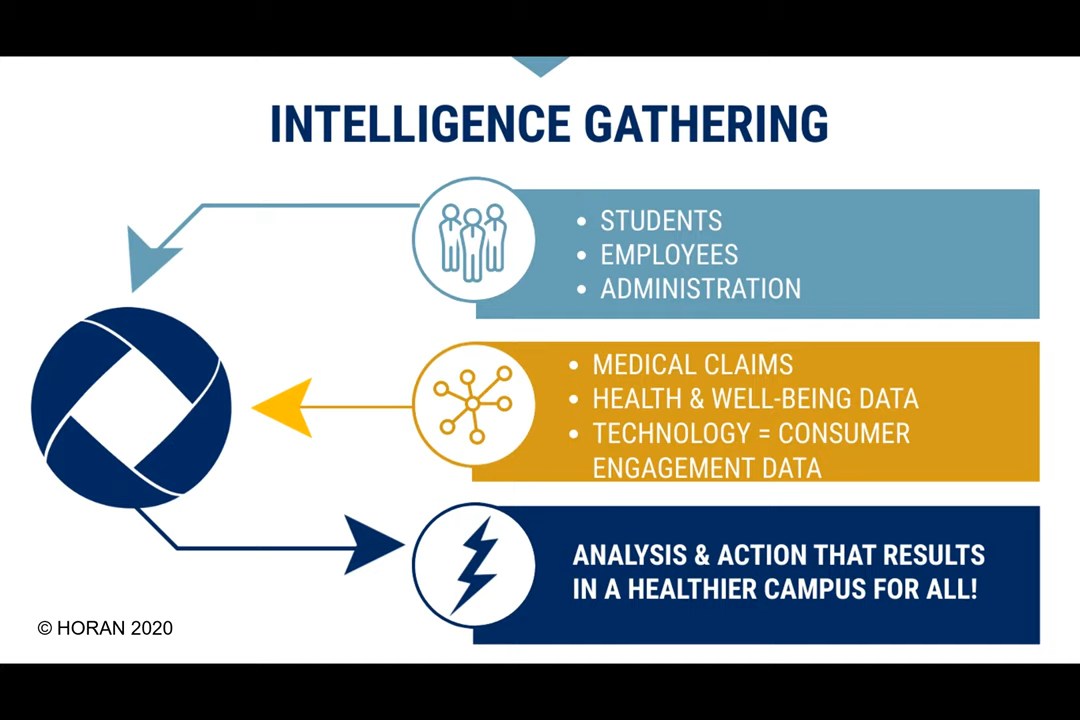 INTELLIGENCE GATHERING
• STUDENTS
• EMPLOYEES
• ADMINISTRATION
• MEDICAL CLAIMS
• HEALTH & WELL-BEING DATA
• TECHNOLOGY = CONSUMER
ENGAGEMENT DATA
ANALYSIS & ACTION THAT RESULTS
IN A HEALTHIER CAMPUS FOR ALL!
© HORAN 2020